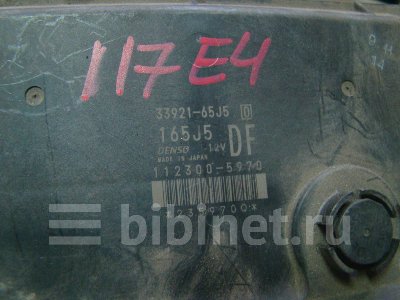 117E4
33921-65J5 D
165J5 DF
DENSO 12V
MADE IN JAPAN
112300-5970
bibinet.ru